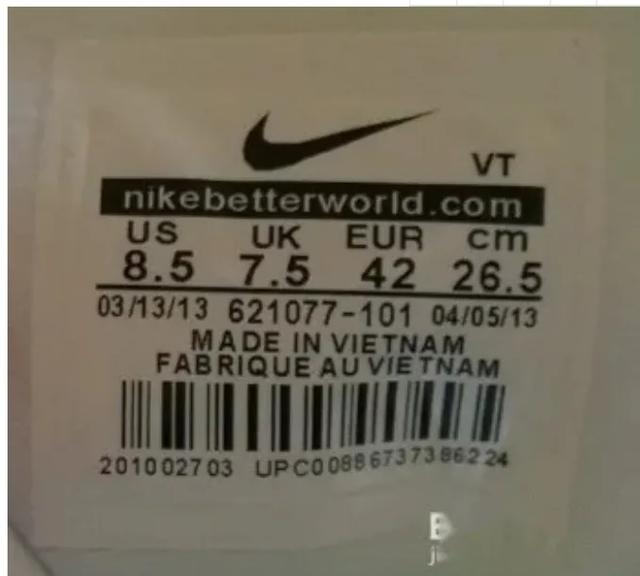 VT
nikebetterworld.com
US UK EUR cm
8.5 7.5 42 26.5
03/13/13 621077-101 04/05/13
MADE IN VIETNAM
FABRIQUE AU VIETNAM
201002703 UPC00886737386224